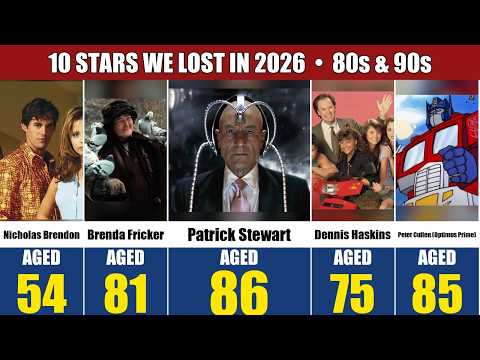 10 STARS WE LOST IN 2026 • 80s & 90s
Nicholas Brendon
Brenda Fricker
Patrick Stewart
Dennis Haskins
Peter Cullen (Optimus Prime)
AGED
AGED
AGED
AGED
AGED
54
81
86
75
85